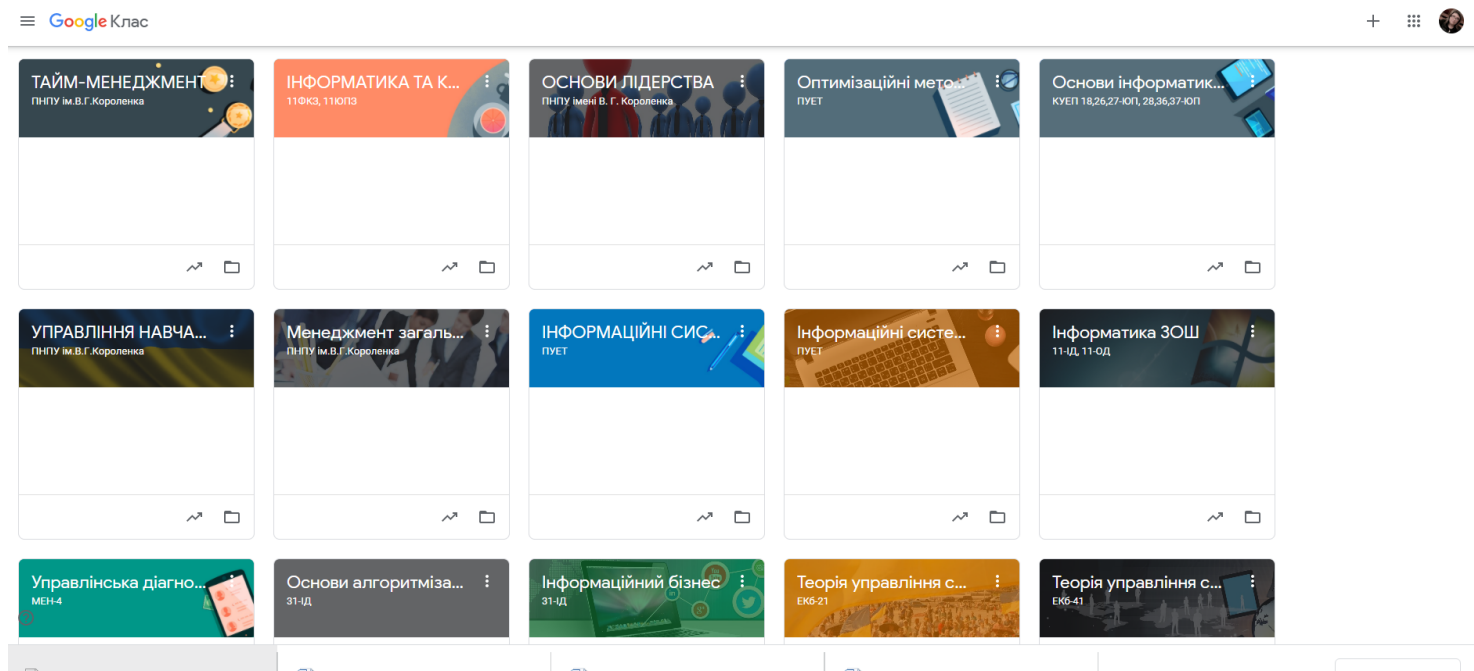 Google Клас
ТАЙМ-МЕНЕДЖМЕНТ
ПНПУ ім.В.Г.Короленка
ІНФОРМАТИКА ТА К...
11ФКЗ, 11ЮПЗ
ОСНОВИ ЛІДЕРСТВА
ПНПУ імені В. Г. Короленка
Оптимізаційні мето...
ПУЕТ
Основи інформатик...
КУЕП 18,26,27-ЮП, 28,36,37-ЮП
УПРАВЛІННЯ НАВЧА...
ПНПУ ім.В.Г.Короленка
Менеджмент загаль...
ПНПУ ім.В.Г.Короленка
ІНФОРМАЦІЙНІ СИС...
ПУЕТ
Інформаційні систе...
ПУЕТ
Інформатика ЗОШ
11-ІД, 11-ОД
Управлінська діагно...
МЕН-4
Основи алгоритміза...
31-ІД
Інформаційний бізнес
31-ІД
Теорія управління с...
ЕКб-21
Теорія управління с...
ЕКб-41